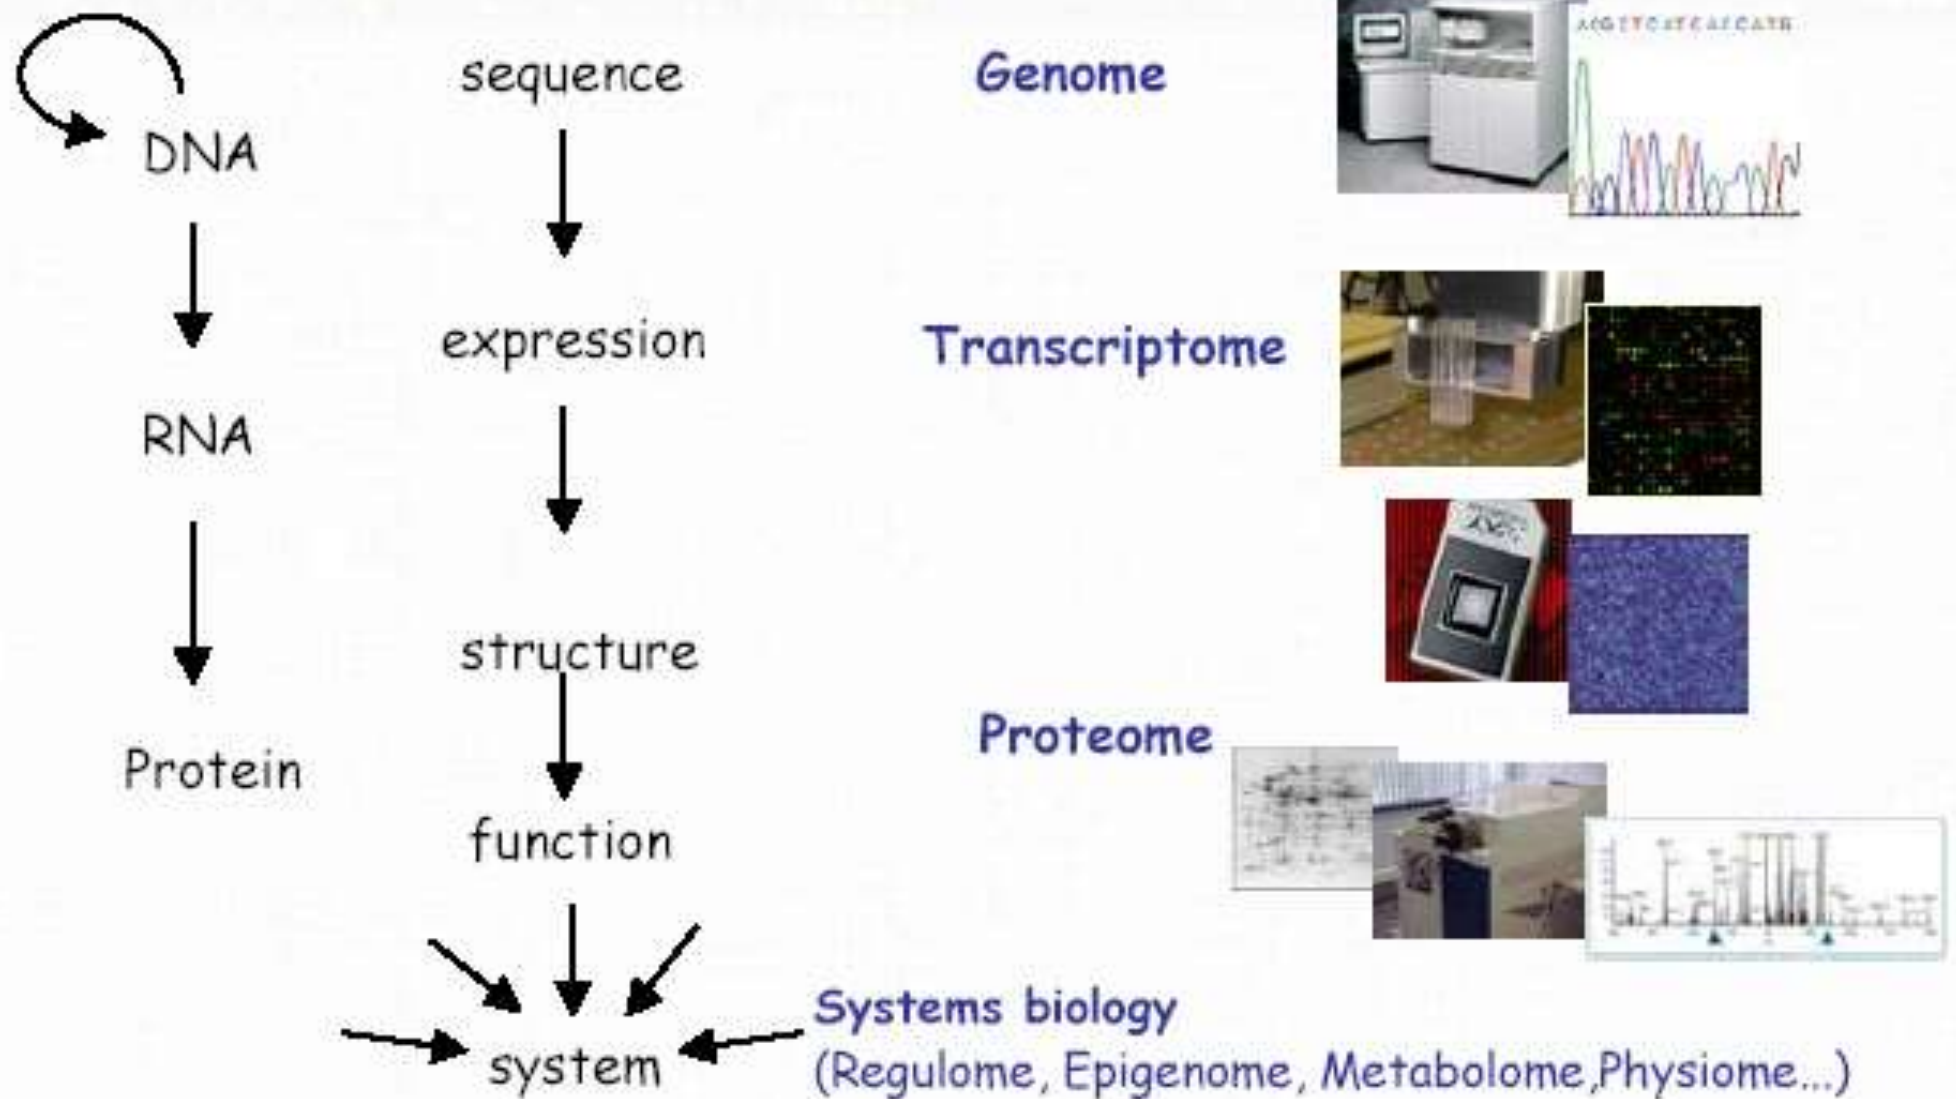 sequence
Genome
DNA
expression
Transcriptome
RNA
structure
Proteome
Protein
function
Systems biology
system
(Regulome, Epigenome, Metabolome,Physiome...)